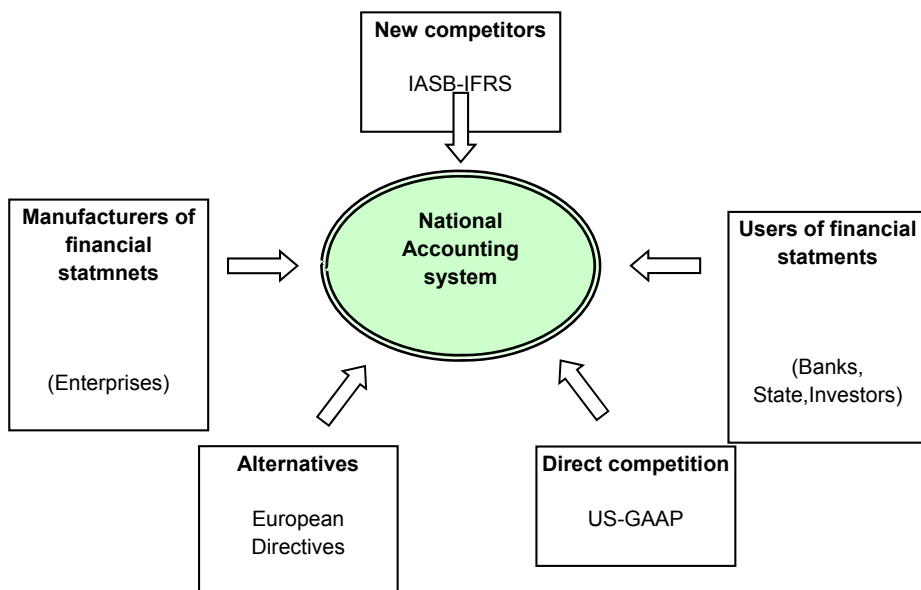 New competitors
IASB-IFRS
Manufacturers of
financial
statmnets
(Enterprises)
National
Accounting
system
Users of financial
statments
(Banks,
State,Investors)
Alternatives
European
Directives
Direct competition
US-GAAP